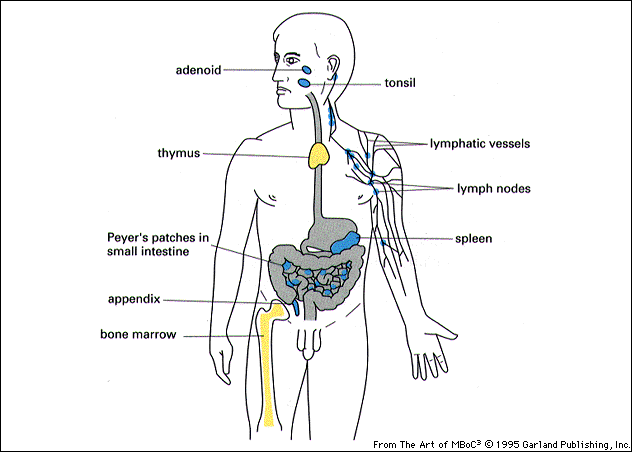 adenoid
tonsil
lymphatic vessels
thymus
lymph nodes
Peyer's patches in
small intestine
spleen
appendix
bone marrow
From The Art of MBoC³ © 1995 Garland Publishing, Inc.